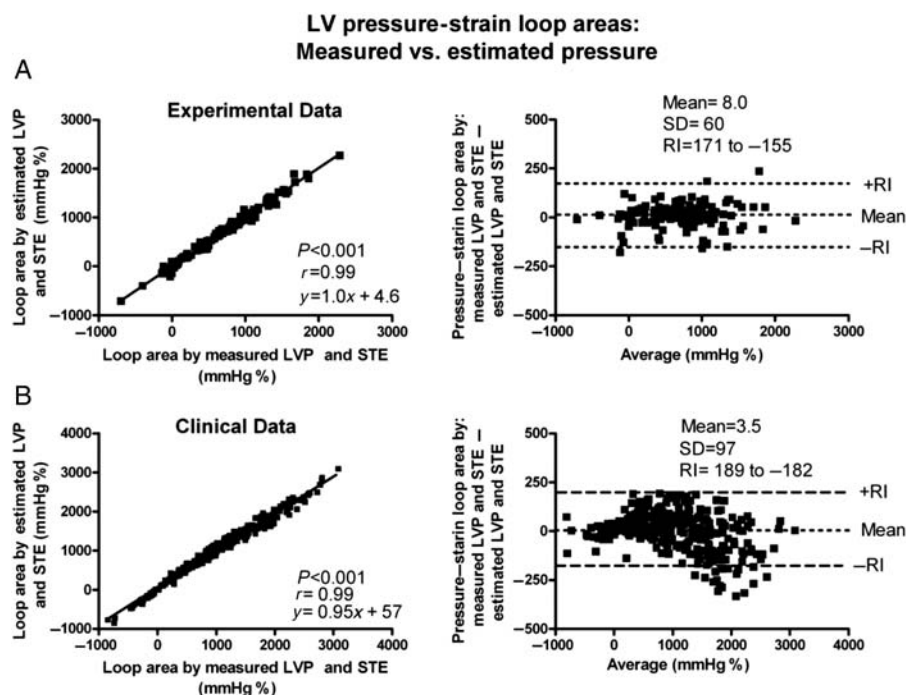 LV pressure-strain loop areas:
Measured vs. estimated pressure
A
Experimental Data
Loop area by estimated LVP
and STE (mmHg %)
3000
2000
1000
0
−1000
P<0.001
r=0.99
y=1.0x + 4.6
−1000 0 1000 2000 3000
Loop area by measured LVP and STE
(mmHg %)
Pressure−starin loop area by:
measured LVP and STE −
estimated LVP and STE
Mean= 8.0
SD= 60
RI=171 to −155
500
250
0
−250
−500
+RI
Mean
−RI
−1000 0 1000 2000 3000
Average (mmHg %)
B
Clinical Data
Loop area by estimated LVP
and STE (mmHg %)
4000
3000
2000
1000
0
−1000
P<0.001
r=0.99
y= 0.95x + 57
−1000 0 1000 2000 3000 4000
Loop area by measured LVP and STE
(mmHg %)
Pressure−starin loop area by:
measured LVP and STE −
estimated LVP and STE
Mean=3.5
SD=97
RI= 189 to −182
500
250
0
−250
−500
+RI
Mean
−RI
−1000 0 1000 2000 3000 4000
Average (mmHg %)